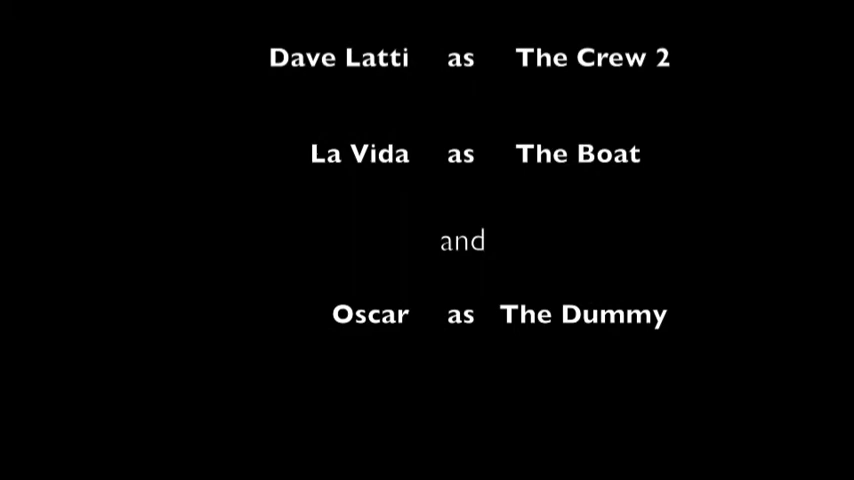 Dave Latti as The Crew 2
La Vida as The Boat
and
Oscar as The Dummy